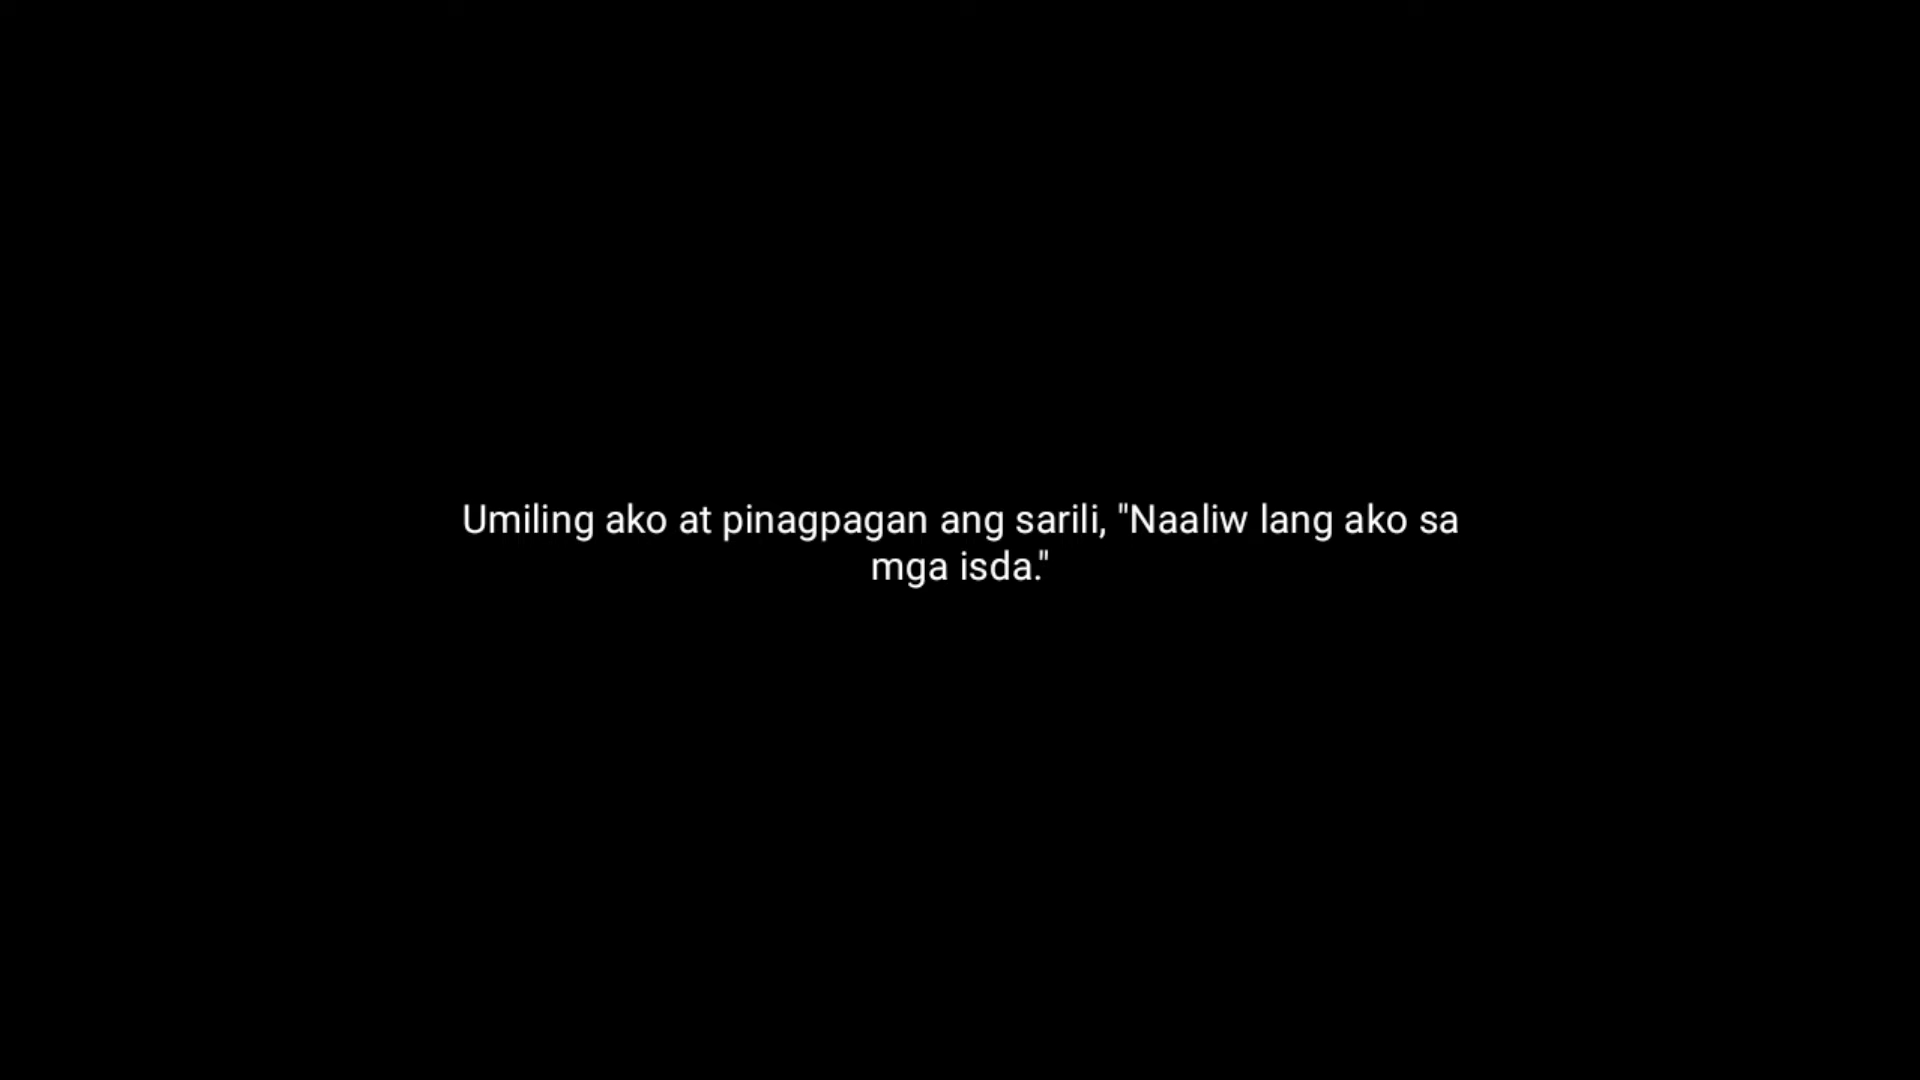 Umiling ako at pinagpagan ang sarili, "Naaliw lang ako sa
mga isda."